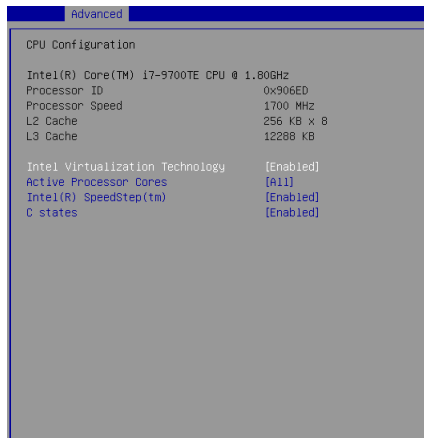 Advanced
CPU Configuration
Intel(R) Core(TM) i7-9700TE CPU @ 1.80GHz
Processor ID 0x906ED
Processor Speed 1700 MHz
L2 Cache 256 KB x 8
L3 Cache 12288 KB
Intel Virtualization Technology [Enabled]
Active Processor Cores [All]
Intel(R) SpeedStep(tm) [Enabled]
C states [Enabled]